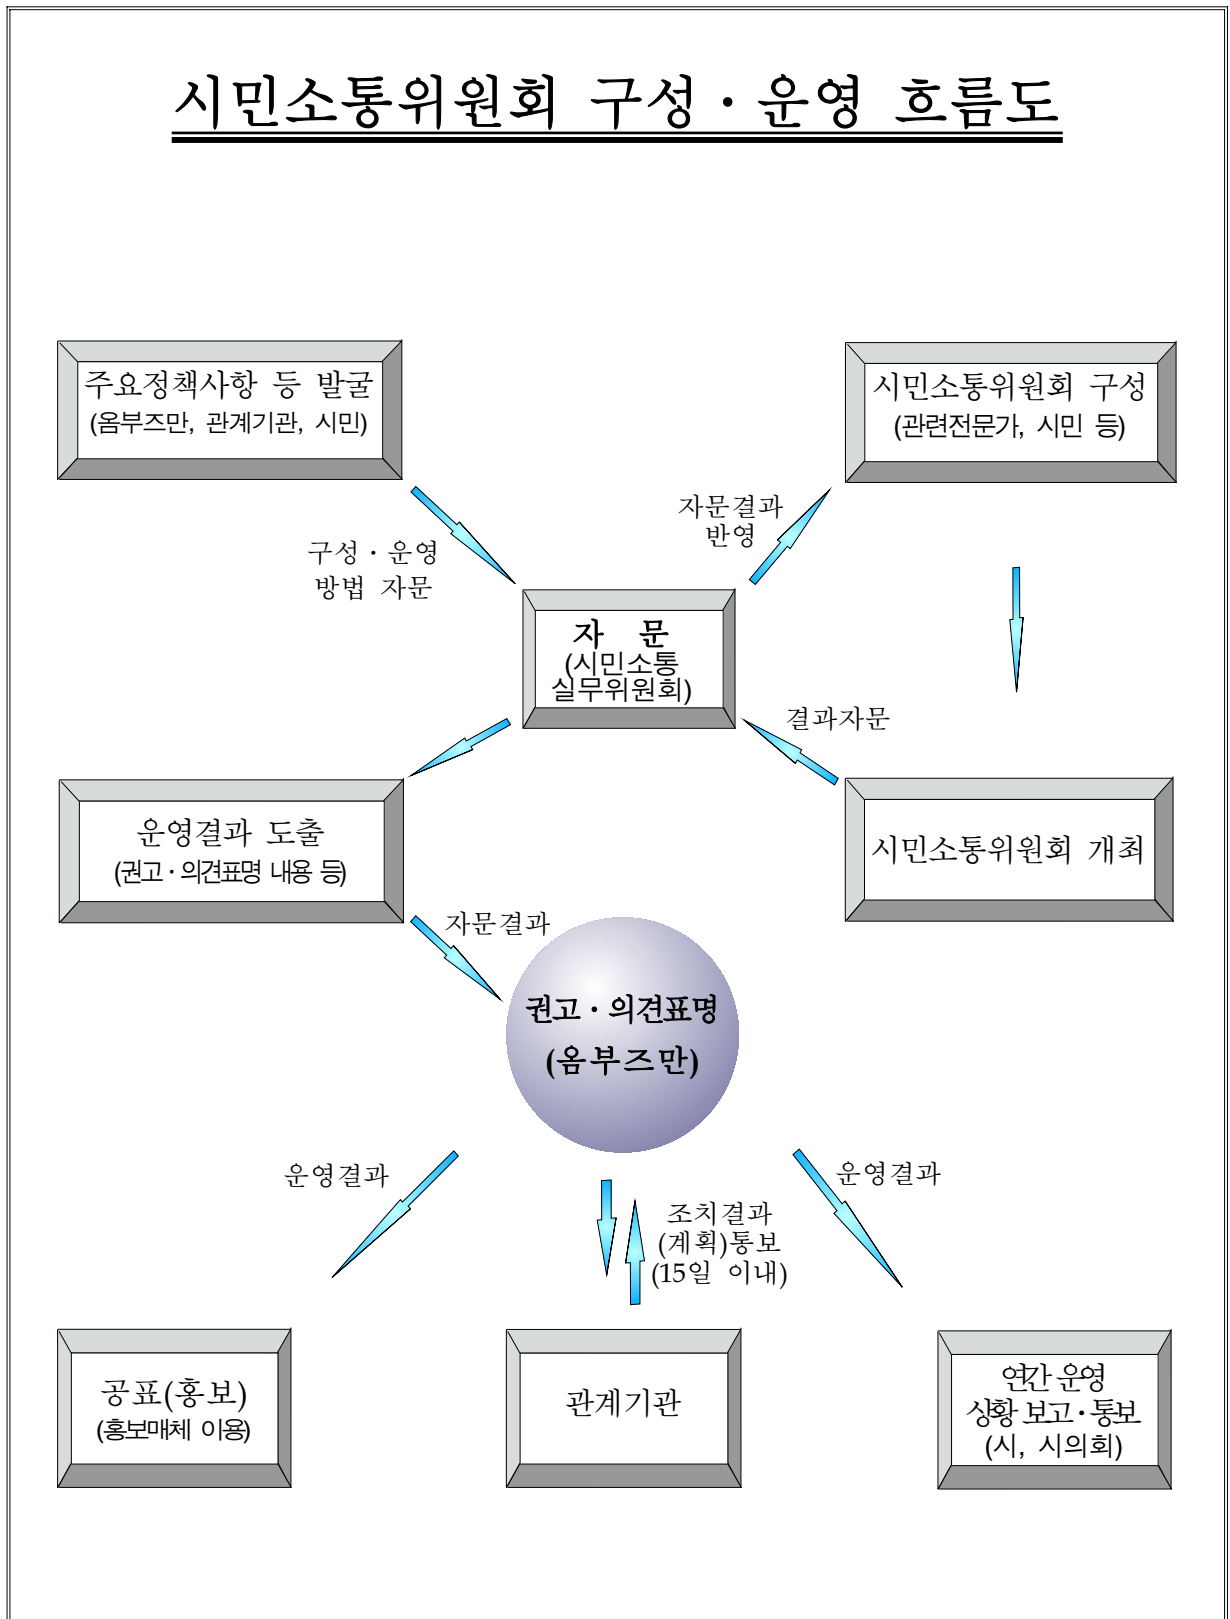 시민소통위원회 구성·운영 흐름도
주요정책사항 등 발굴
(옴부즈만, 관계기관, 시민)
시민소통위원회 구성
(관련전문가, 시민 등)
자문결과
반영
구성·운영
방법 자문
자 문
(시민소통
실무위원회)
결과자문
운영결과 도출
(권고·의견표명 내용 등)
시민소통위원회 개최
자문결과
권고·의견표명
(옴부즈만)
운영결과
운영결과
조치결과
(계획)통보
(15일 이내)
공표(홍보)
(홍보매체 이용)
관계기관
연간 운영
상황 보고·통보
(시, 시의회)